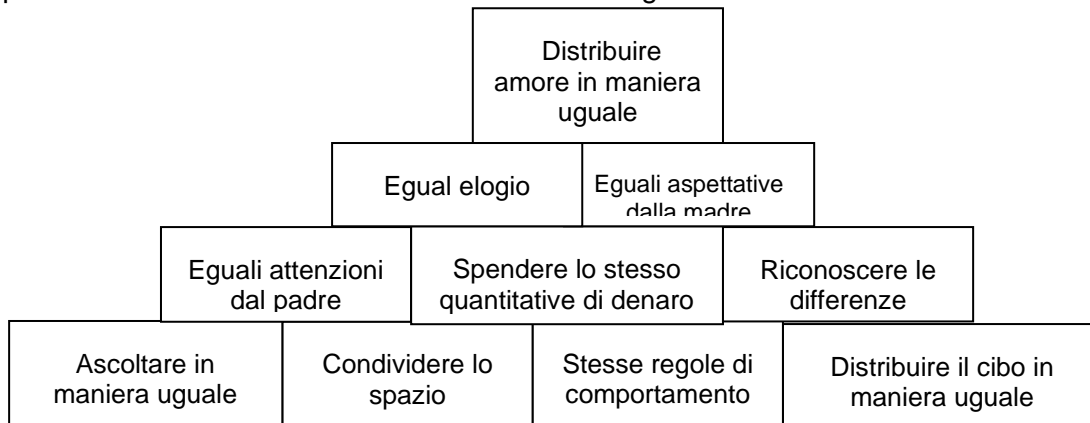 Distribuire
amore in maniera
uguale
Egual elogio
Eguali aspettative
dalla madre
Eguali attenzioni
dal padre
Spendere lo stesso
quantitative di denaro
Riconoscere le
differenze
Ascoltare in
maniera uguale
Condividere lo
spazio
Stesse regole di
comportamento
Distribuire il cibo in
maniera uguale